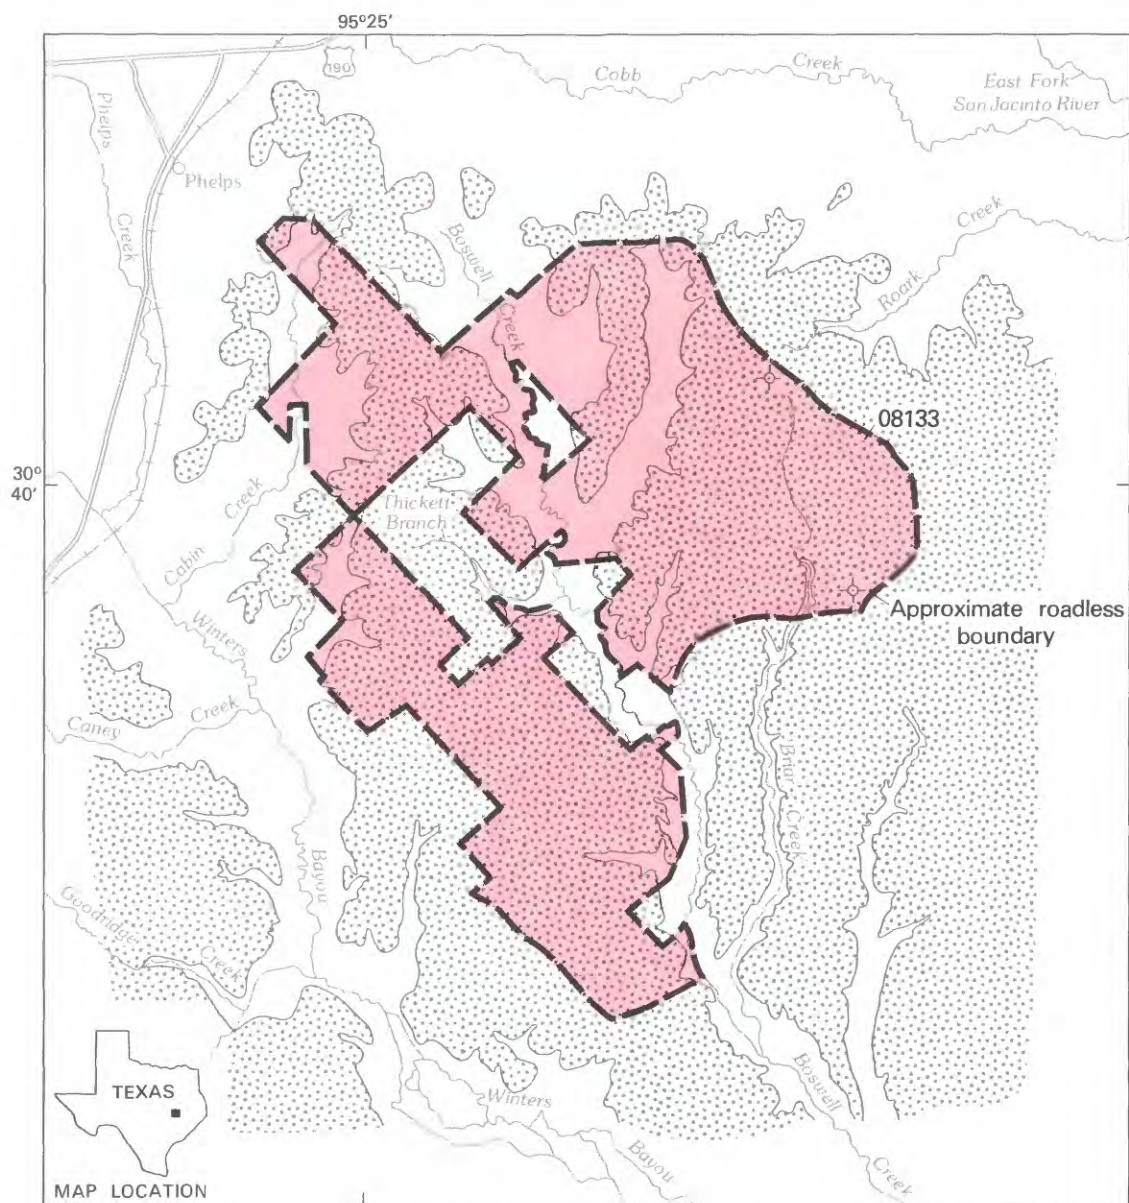 95°25'
190
Cobb
Creek
East Fork
San Jacinto River
Phelps
Creek
Phelps
Boswell
Creek
Creek
Roark
08133
30°
40'
Thickett
Branch
Creek
Cabin
Winters
Approximate roadless
boundary
Creek
Caney
Briar
Creek
Bayou
Goodridge
Creek
TEXAS
Winters
Bayou
Boswell
Creek
MAP LOCATION